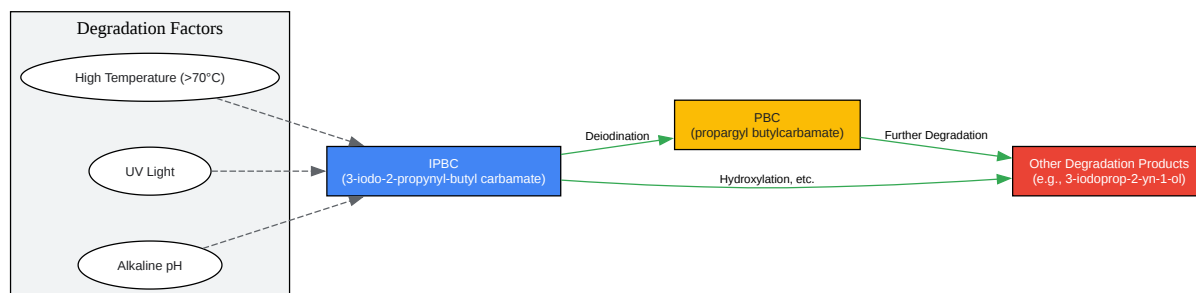 Degradation Factors
High Temperature (>70°C)
UV Light
Alkaline pH
IPBC
(3-iodo-2-propynyl-butyl carbamate)
Deiodination
PBC
(propargyl butylcarbamate)
Further Degradation
Hydroxylation, etc.
Other Degradation Products
(e.g., 3-iodoprop-2-yn-1-ol)